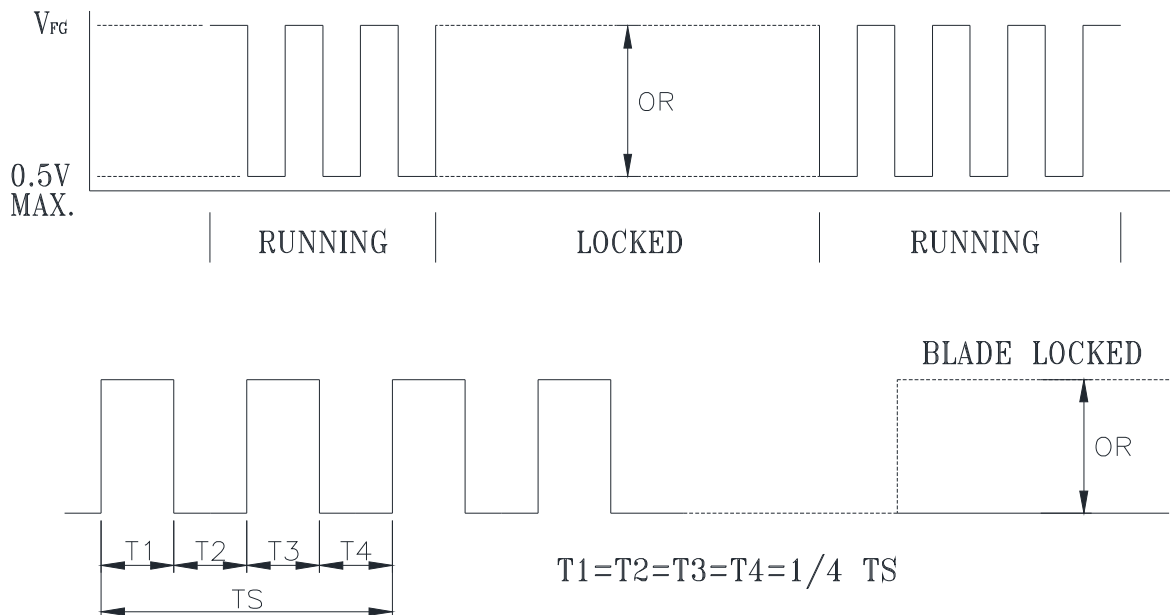 VFG
OR
0.5V
MAX.
RUNNING LOCKED RUNNING
BLADE LOCKED
OR
T1 T2 T3 T4
T1=T2=T3=T4=1/4 TS
TS